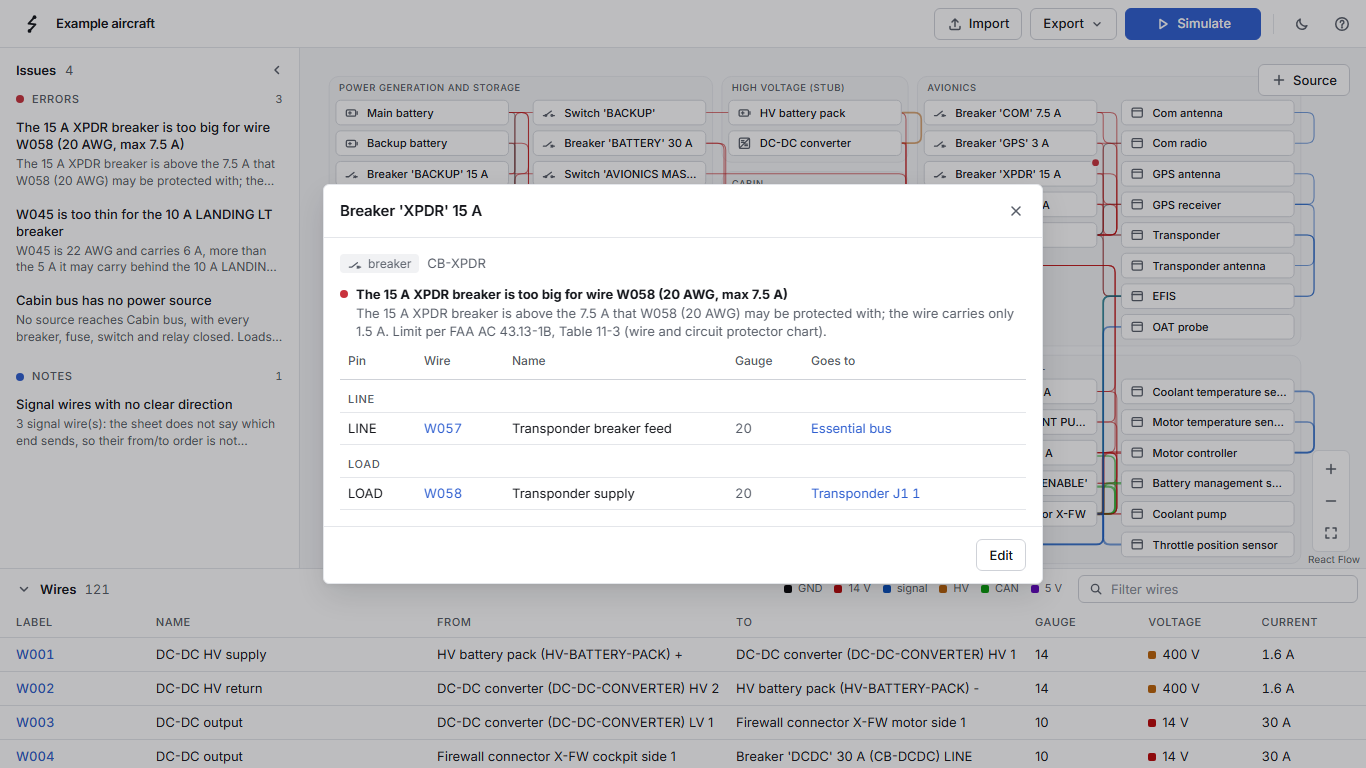 Example aircraft
Import
Export
Simulate
Issues 4
ERRORS 3
The 15 A XPDR breaker is too big for wire
W058 (20 AWG, max 7.5 A)
The 15 A XPDR breaker is above the 7.5 A that
W058 (20 AWG) may be protected with; the...
W045 is too thin for the 10 A LANDING LT
breaker
W045 is 22 AWG and carries 6 A, more than
the 5 A it may carry behind the 10 A LANDIN...
Cabin bus has no power source
No source reaches Cabin bus, with every
breaker, fuse, switch and relay closed. Loads...
NOTES 1
Signal wires with no clear direction
3 signal wire(s): the sheet does not say which
end sends, so their from/to order is not...
Source
POWER GENERATION AND STORAGE
Main battery
Switch 'BACKUP'
Backup battery
Breaker 'BATTERY' 30 A
Breaker 'BACKUP' 15 A
Switch 'AVIONICS MAS...
HIGH VOLTAGE (STUB)
HV battery pack
DC-DC converter
CABIN
AVIONICS
Breaker 'COM' 7.5 A
Com antenna
Breaker 'GPS' 3 A
Com radio
Breaker 'XPDR' 15 A
GPS antenna
A
GPS receiver
Transponder
Transponder antenna
EFIS
OAT probe
A
Coolant temperature se...
NT PU...
Motor temperature sen...
A
Motor controller
ENABLE'
Battery management s...
or X-FW
Coolant pump
Throttle position sensor
React Flow
Breaker 'XPDR' 15 A
breaker CB-XPDR
The 15 A XPDR breaker is too big for wire W058 (20 AWG, max 7.5 A)
The 15 A XPDR breaker is above the 7.5 A that W058 (20 AWG) may be protected with; the wire carries only
1.5 A. Limit per FAA AC 43.13-1B, Table 11-3 (wire and circuit protector chart).
Pin Wire Name Gauge Goes to
LINE
LINE W057 Transponder breaker feed 20 Essential bus
LOAD
LOAD W058 Transponder supply 20 Transponder J1 1
Edit
Wires 121
GND 14 V signal HV CAN 5 V
Filter wires
LABEL NAME FROM TO GAUGE VOLTAGE CURRENT
W001 DC-DC HV supply HV battery pack (HV-BATTERY-PACK) + DC-DC converter (DC-DC-CONVERTER) HV 1 14 400 V 1.6 A
W002 DC-DC HV return DC-DC converter (DC-DC-CONVERTER) HV 2 HV battery pack (HV-BATTERY-PACK) - 14 400 V 1.6 A
W003 DC-DC output DC-DC converter (DC-DC-CONVERTER) LV 1 Firewall connector X-FW motor side 1 10 14 V 30 A
W004 DC-DC output Firewall connector X-FW cockpit side 1 Breaker 'DCDC' 30 A (CB-DCDC) LINE 10 14 V 30 A